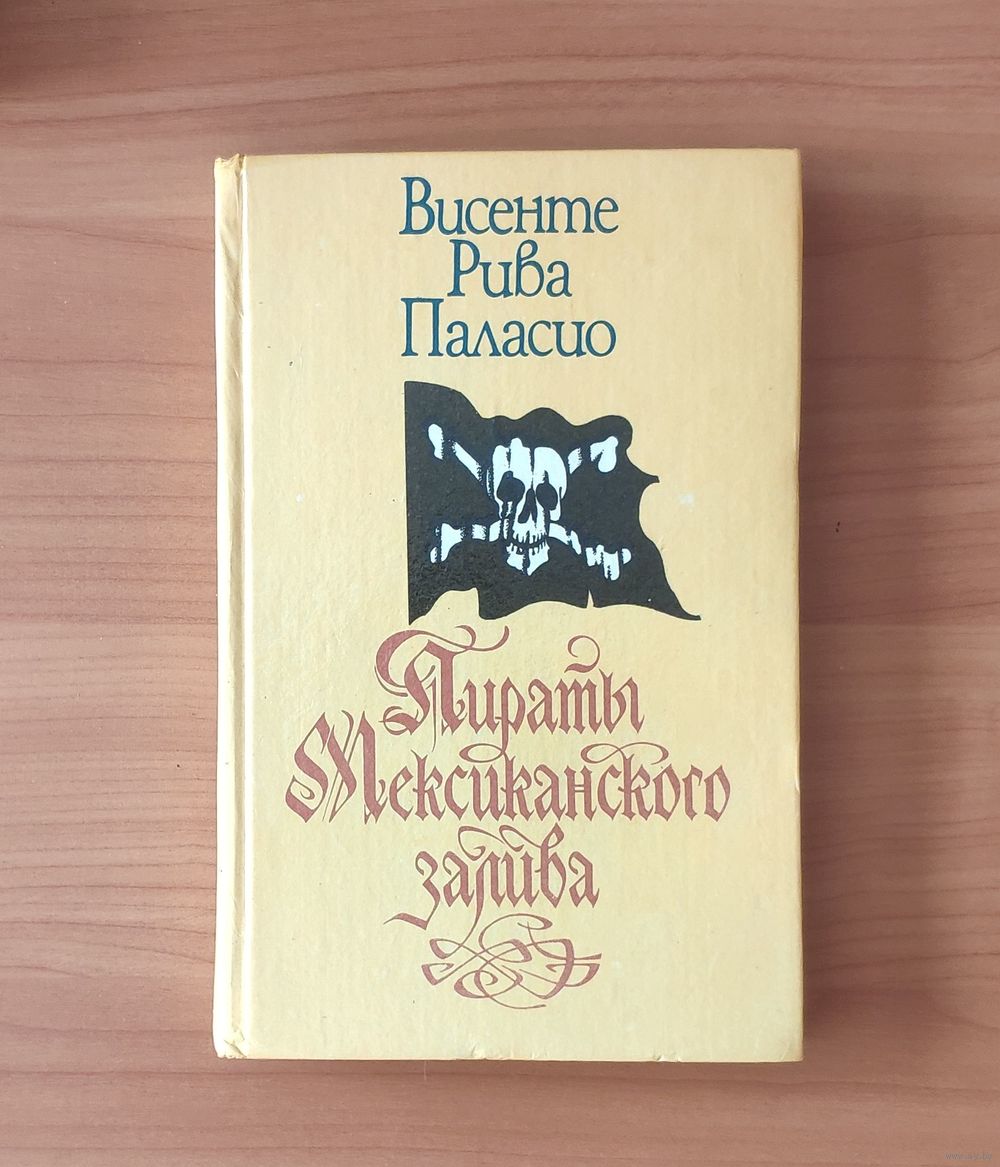 Висенте
Рива
Паласио
Пираты
Мексиканского
залива